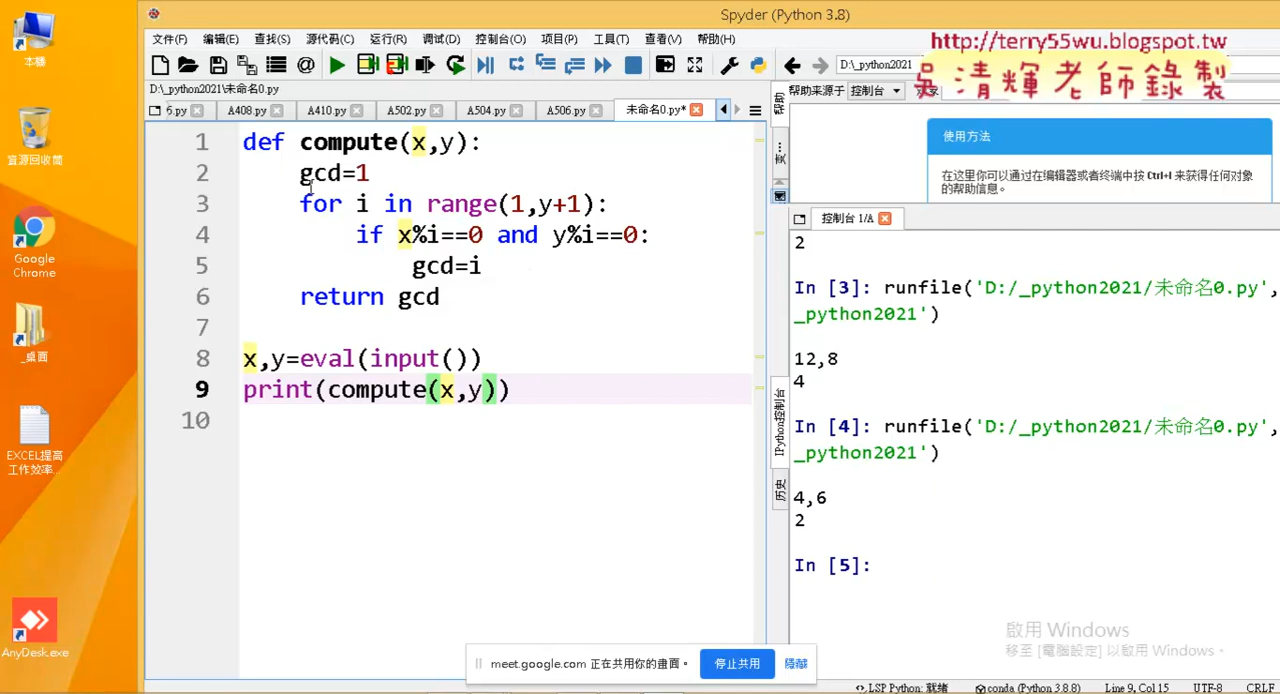 Spyder (Python 3.8)
文件(F) 编辑(E) 查找(S) 源代码(C) 运行(R) 调试(D) 控制台(O) 项目(P) 工具(T) 查看(V) 帮助(H)
http://terry55wu.blogspot.tw
吳清輝老師錄製
D:\_python2021
D:\_python2021\未命名0.py
帮助来源于 控制台
5.py A408.py A410.py A502.py A504.py A506.py 未命名0.py*
帮助
使用方法
在这里你可以通过在编辑器或者终端中按 Ctrl+I 来获得任何对象
的帮助信息。
1 def compute(x,y):
2 gcd=1
3 for i in range(1,y+1):
4 if x%i==0 and y%i==0:
5 gcd=i
6 return gcd
7
8 x,y=eval(input())
9 print(compute(x,y))
10
变…
控制台 1/A
2
In [3]: runfile('D:/_python2021/未命名0.py',
_python2021')
12,8
4
In [4]: runfile('D:/_python2021/未命名0.py',
_python2021')
4,6
2
In [5]:
IPython控制台
历史
本機
資源回收筒
Google
Chrome
_桌面
EXCEL提高
工作效率...
AnyDesk.exe
啟用 Windows
移至 [電腦設定] 以啟用 Windows。
meet.google.com 正在共用你的畫面。 停止共用 隱藏
LSP Python: 就绪 conda (Python 3.8.8) Line 9, Col 15 UTF-8 CRLF